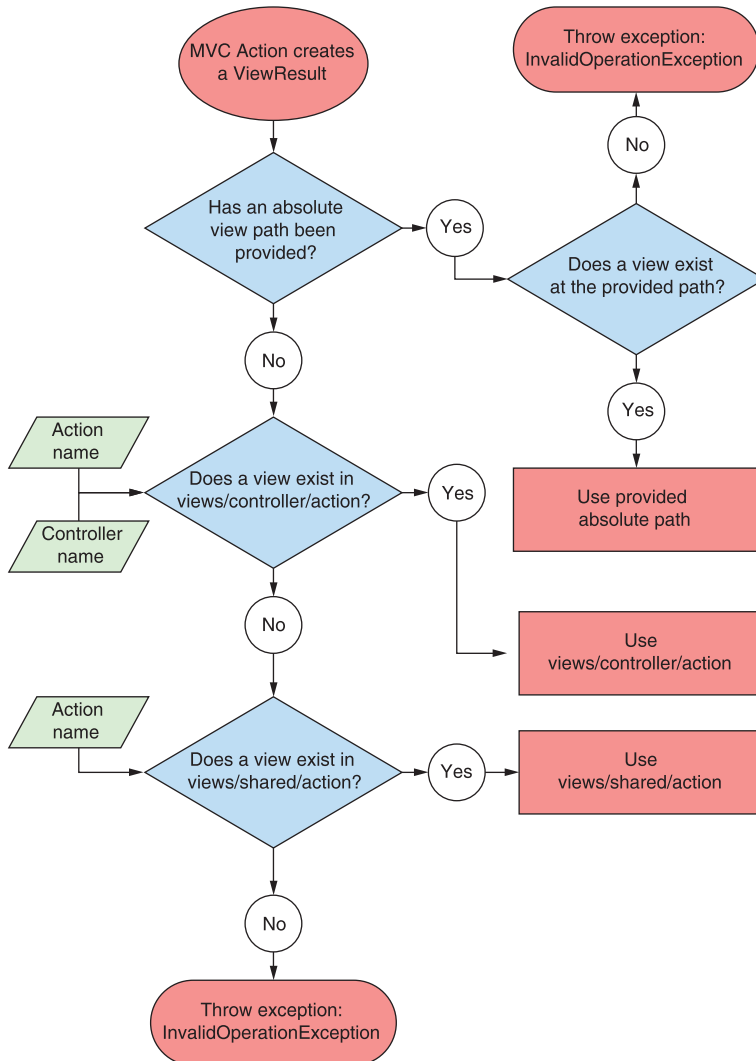 MVC Action creates
a ViewResult
Throw exception:
InvalidOperationException
No
Has an absolute
view path been
provided?
Yes
Does a view exist
at the provided path?
No
Yes
Action
name
Does a view exist in
views/controller/action?
Yes
Use provided
absolute path
Controller
name
No
Use
views/controller/action
Action
name
Does a view exist in
views/shared/action?
Yes
Use
views/shared/action
No
Throw exception:
InvalidOperationException